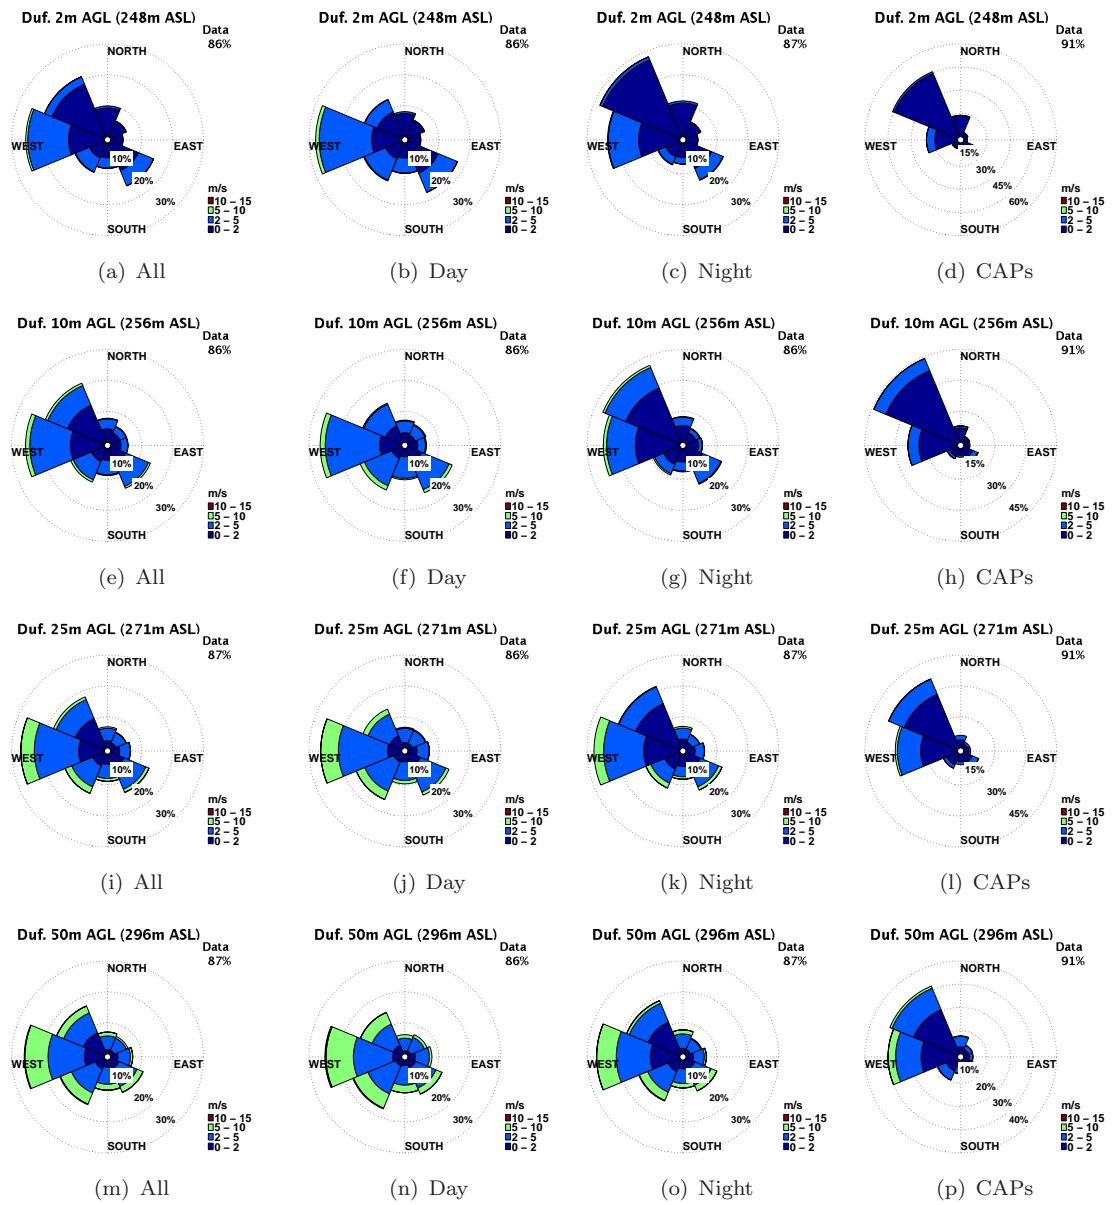 Duf. 2m AGL (248m ASL)
Data
86%
NORTH
WEST
EAST
10%
20%
30%
SOUTH
m/s
10 – 15
5 – 10
2 – 5
0 – 2
(a) All
Duf. 2m AGL (248m ASL)
Data
86%
NORTH
WEST
EAST
10%
20%
30%
SOUTH
m/s
10 – 15
5 – 10
2 – 5
0 – 2
(b) Day
Duf. 2m AGL (248m ASL)
Data
87%
NORTH
WEST
EAST
10%
20%
30%
SOUTH
m/s
10 – 15
5 – 10
2 – 5
0 – 2
(c) Night
Duf. 2m AGL (248m ASL)
Data
91%
NORTH
WEST
EAST
15%
30%
45%
60%
SOUTH
m/s
10 – 15
5 – 10
2 – 5
0 – 2
(d) CAPs
Duf. 10m AGL (256m ASL)
Data
86%
NORTH
WEST
EAST
10%
20%
30%
SOUTH
m/s
10 – 15
5 – 10
2 – 5
0 – 2
(e) All
Duf. 10m AGL (256m ASL)
Data
86%
NORTH
WEST
EAST
10%
20%
30%
SOUTH
m/s
10 – 15
5 – 10
2 – 5
0 – 2
(f) Day
Duf. 10m AGL (256m ASL)
Data
86%
NORTH
WEST
EAST
10%
20%
30%
SOUTH
m/s
10 – 15
5 – 10
2 – 5
0 – 2
(g) Night
Duf. 10m AGL (256m ASL)
Data
91%
NORTH
WEST
EAST
15%
30%
45%
SOUTH
m/s
10 – 15
5 – 10
2 – 5
0 – 2
(h) CAPs
Duf. 25m AGL (271m ASL)
Data
87%
NORTH
WEST
EAST
10%
20%
30%
SOUTH
m/s
10 – 15
5 – 10
2 – 5
0 – 2
(i) All
Duf. 25m AGL (271m ASL)
Data
86%
NORTH
WEST
EAST
10%
20%
30%
SOUTH
m/s
10 – 15
5 – 10
2 – 5
0 – 2
(j) Day
Duf. 25m AGL (271m ASL)
Data
87%
NORTH
WEST
EAST
10%
20%
30%
SOUTH
m/s
10 – 15
5 – 10
2 – 5
0 – 2
(k) Night
Duf. 25m AGL (271m ASL)
Data
91%
NORTH
WEST
EAST
15%
30%
45%
SOUTH
m/s
10 – 15
5 – 10
2 – 5
0 – 2
(l) CAPs
Duf. 50m AGL (296m ASL)
Data
87%
NORTH
WEST
EAST
10%
20%
30%
SOUTH
m/s
10 – 15
5 – 10
2 – 5
0 – 2
(m) All
Duf. 50m AGL (296m ASL)
Data
86%
NORTH
WEST
EAST
10%
20%
30%
SOUTH
m/s
10 – 15
5 – 10
2 – 5
0 – 2
(n) Day
Duf. 50m AGL (296m ASL)
Data
87%
NORTH
WEST
EAST
10%
20%
30%
SOUTH
m/s
10 – 15
5 – 10
2 – 5
0 – 2
(o) Night
Duf. 50m AGL (296m ASL)
Data
91%
NORTH
WEST
EAST
10%
20%
30%
40%
SOUTH
m/s
10 – 15
5 – 10
2 – 5
0 – 2
(p) CAPs